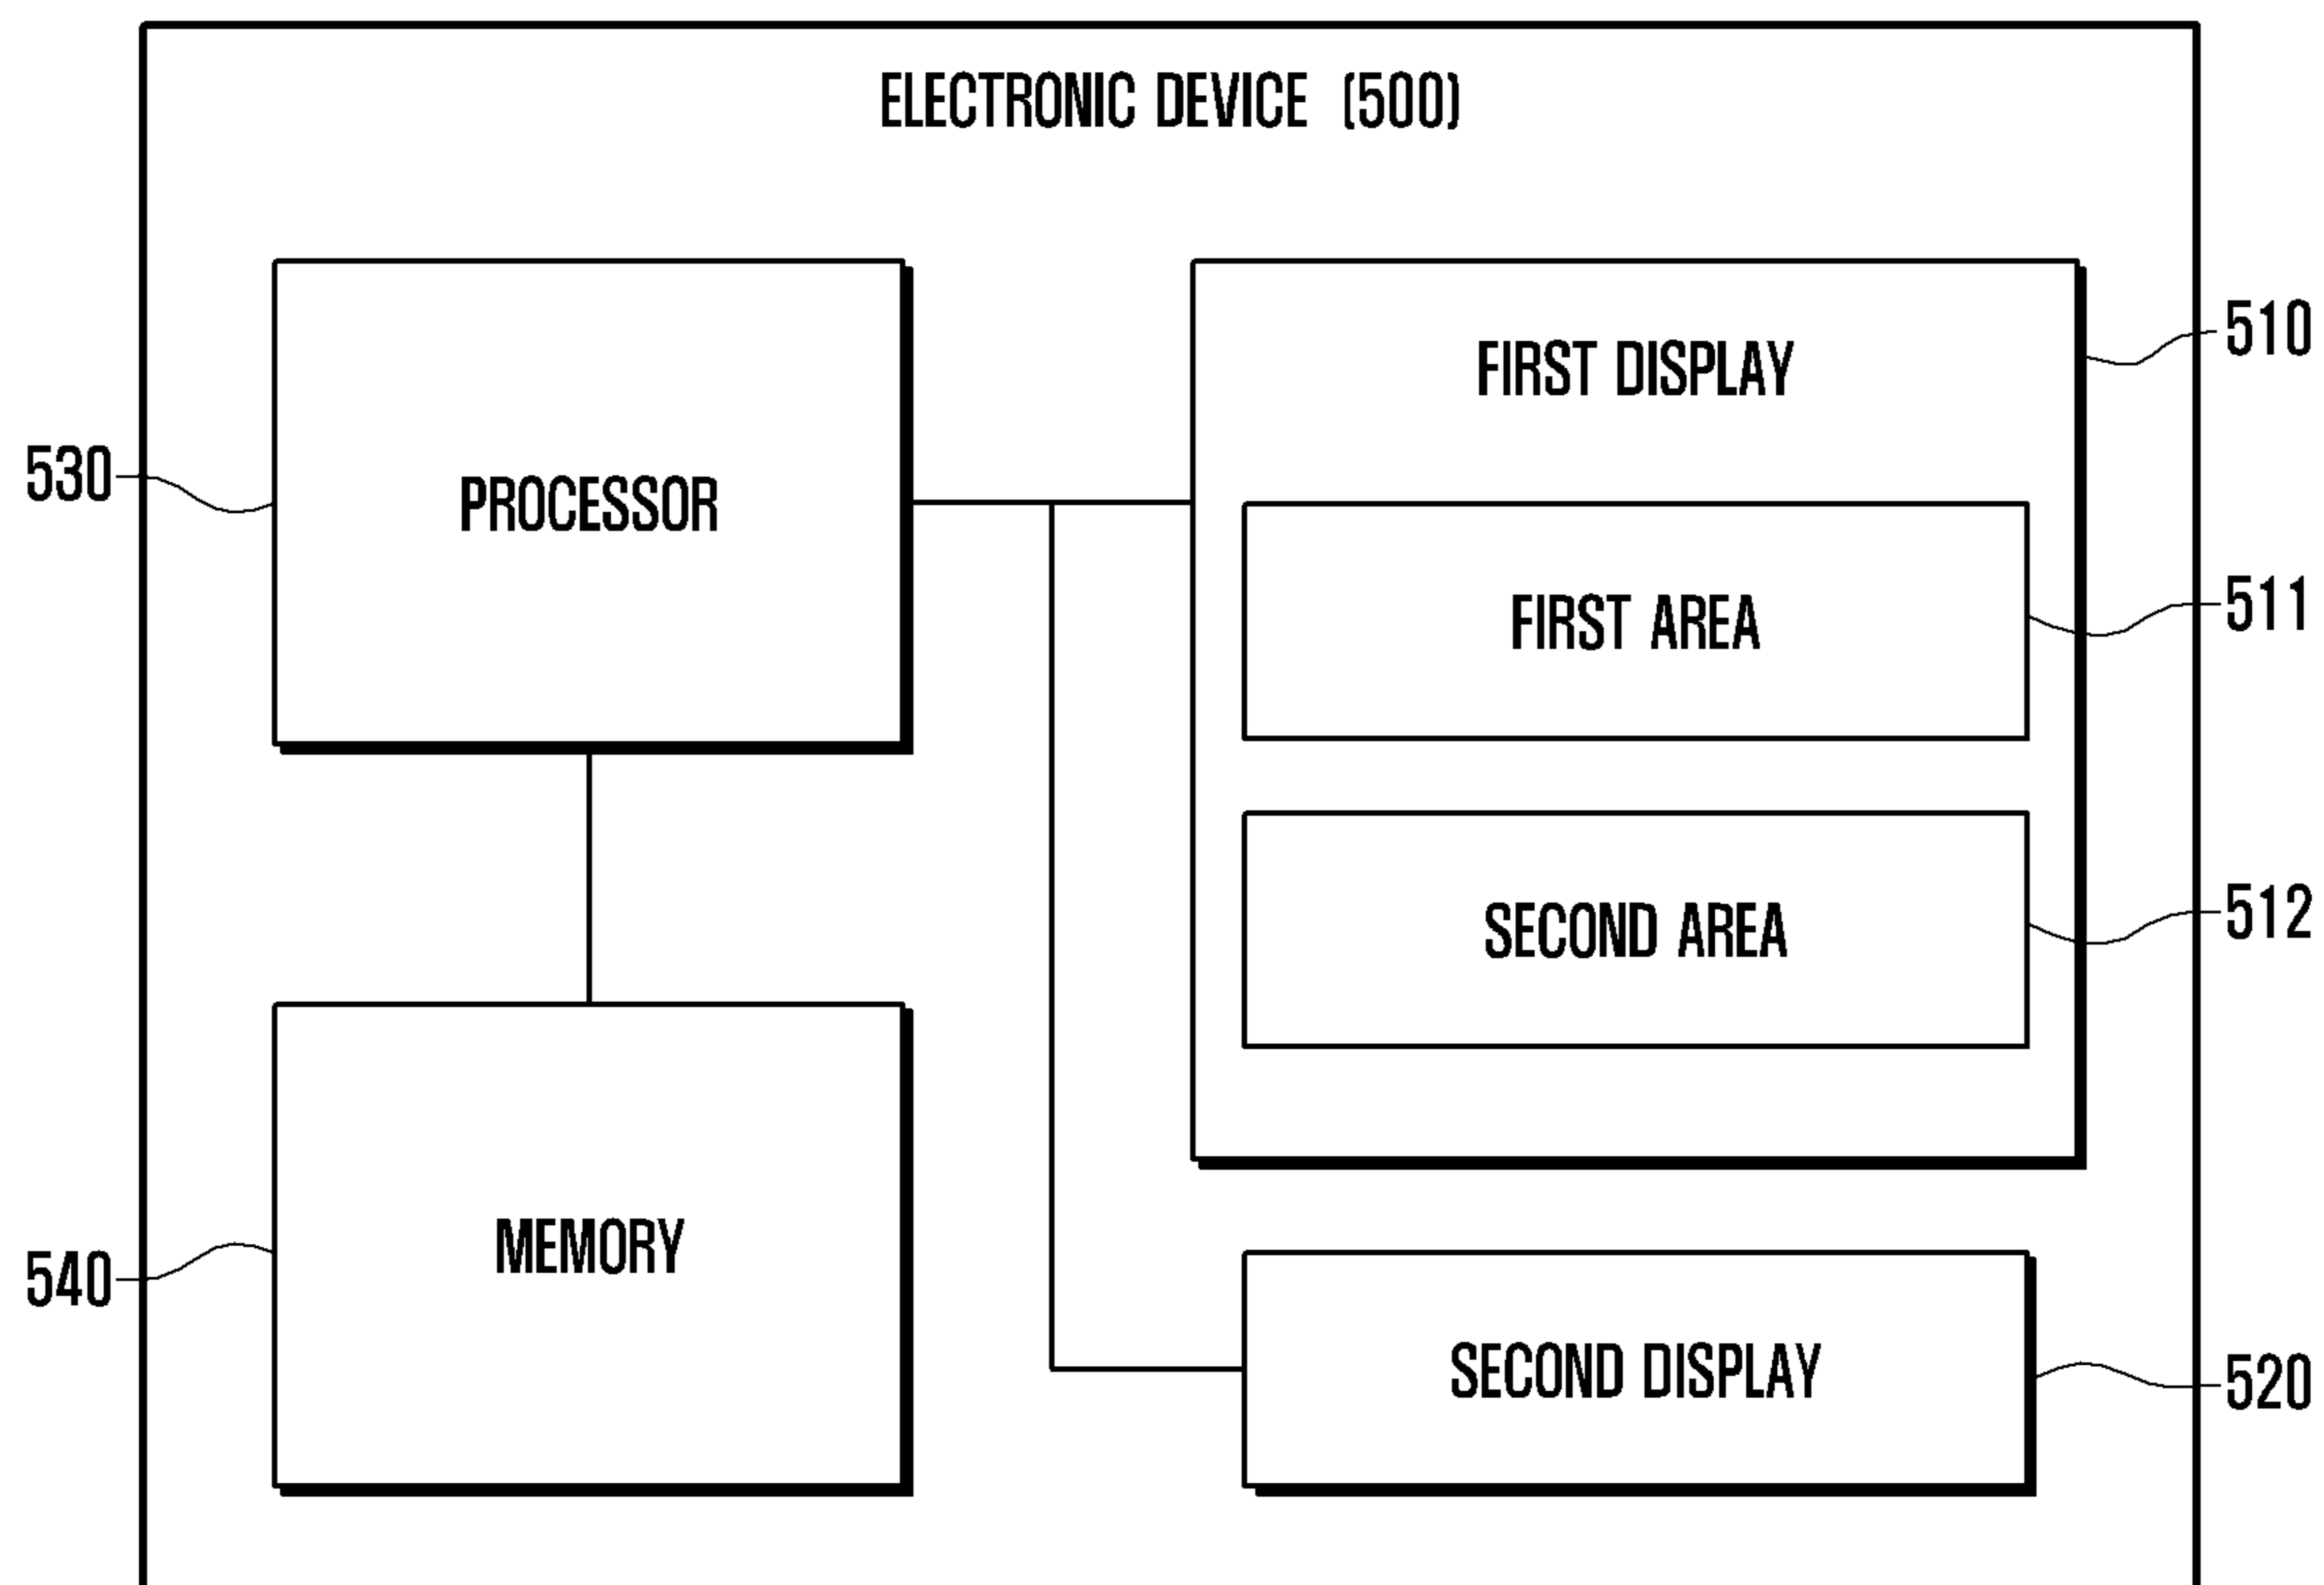 ELECTRONIC DEVICE (500)
510
FIRST DISPLAY
530
PROCESSOR
511
FIRST AREA
512
SECOND AREA
540
MEMORY
SECOND DISPLAY
520